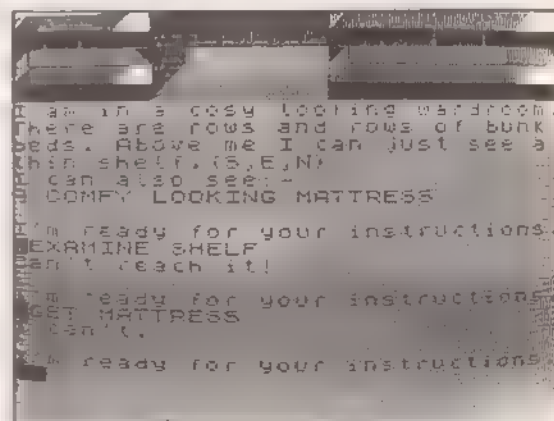 I am in a cosy looking wardroom.
There are rows and rows of bunk
beds. Above me I can just see a
thin shelf.(S,E,N)
I can also see:-
COMFY LOOKING MATTRESS
I'm ready for your instructions.
EXAMINE SHELF
Can't reach it!
I'm ready for your instructions.
GET MATTRESS
I can't.
I'm ready for your instructions.